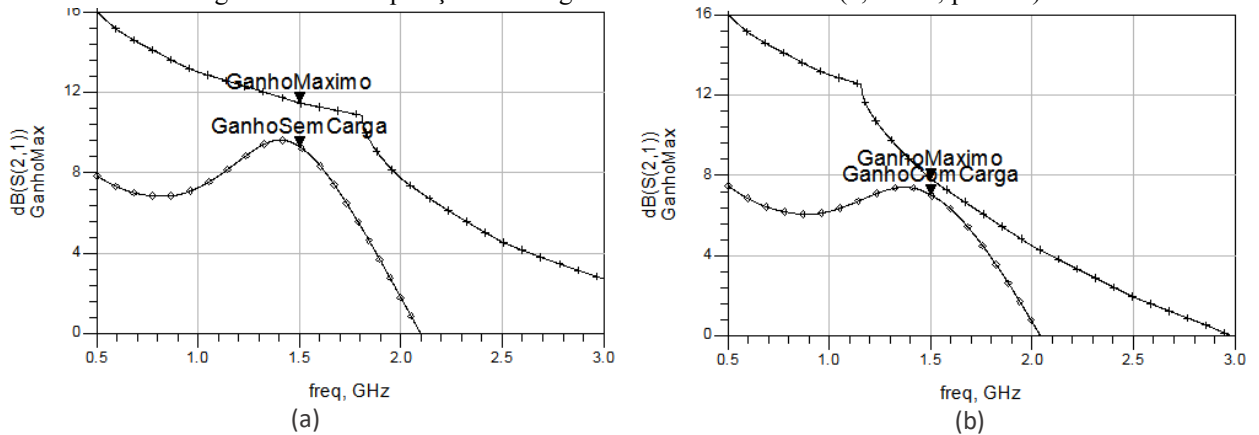 16
12
8
4
0
dB(S(2,1))
GanhoMax
GanhoMaximo
GanhoSemCarga
0.5 1.0 1.5 2.0 2.5 3.0
freq, GHz
(a)
16
12
8
4
0
dB(S(2,1))
GanhoMax
GanhoMaximo
GanhoComCarga
0.5 1.0 1.5 2.0 2.5 3.0
freq, GHz
(b)